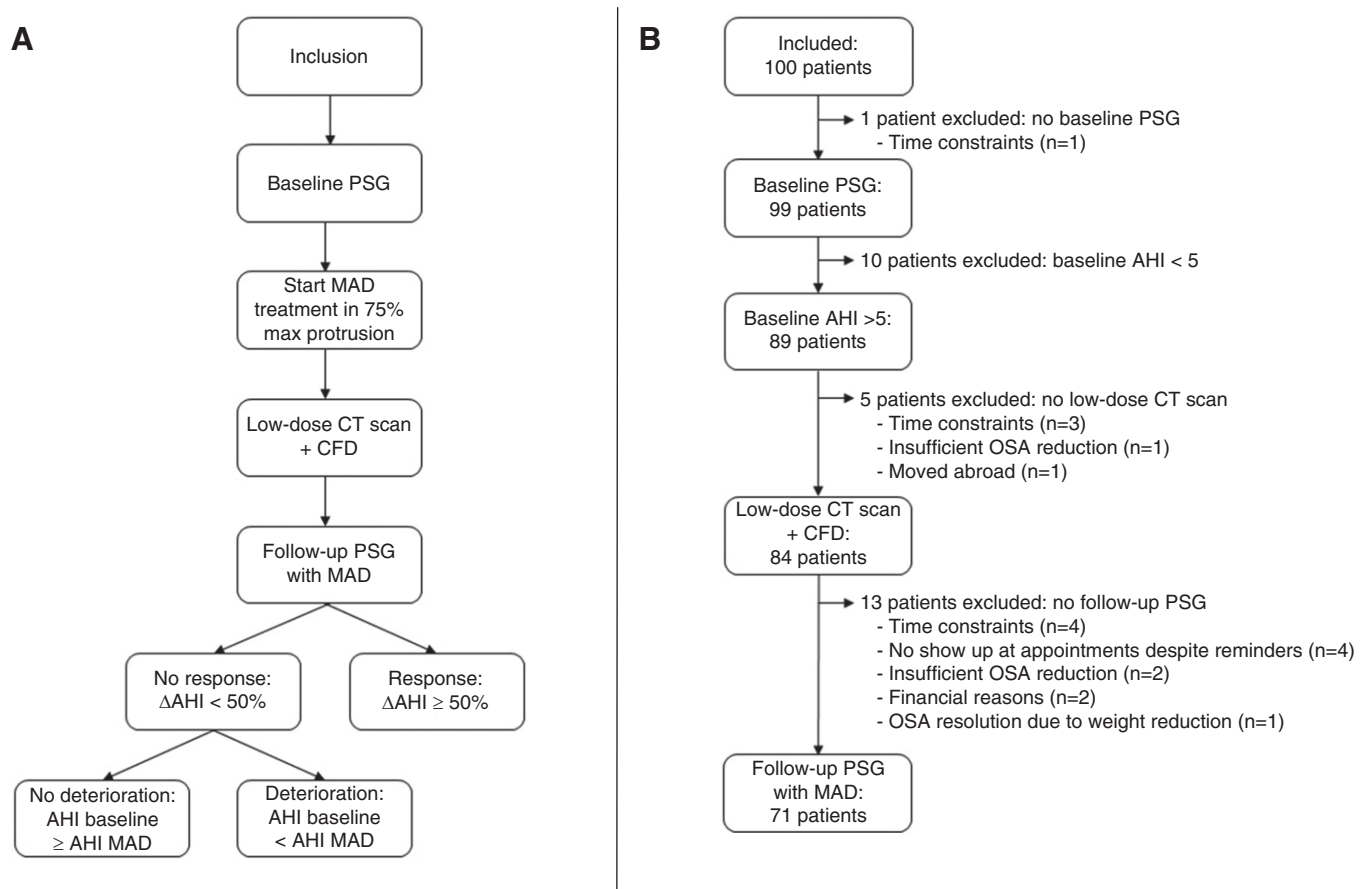 A
Inclusion
Baseline PSG
Start MAD
treatment in 75%
max protrusion
Low-dose CT scan
+ CFD
Follow-up PSG
with MAD
No response:
ΔAHI < 50%
Response:
ΔAHI ≥ 50%
No deterioration:
AHI baseline
≥ AHI MAD
Deterioration:
AHI baseline
< AHI MAD
B
Included:
100 patients
1 patient excluded: no baseline PSG
- Time constraints (n=1)
Baseline PSG:
99 patients
10 patients excluded: baseline AHI < 5
Baseline AHI >5:
89 patients
5 patients excluded: no low-dose CT scan
- Time constraints (n=3)
- Insufficient OSA reduction (n=1)
- Moved abroad (n=1)
Low-dose CT scan
+ CFD:
84 patients
13 patients excluded: no follow-up PSG
- Time constraints (n=4)
- No show up at appointments despite reminders (n=4)
- Insufficient OSA reduction (n=2)
- Financial reasons (n=2)
- OSA resolution due to weight reduction (n=1)
Follow-up PSG
with MAD:
71 patients